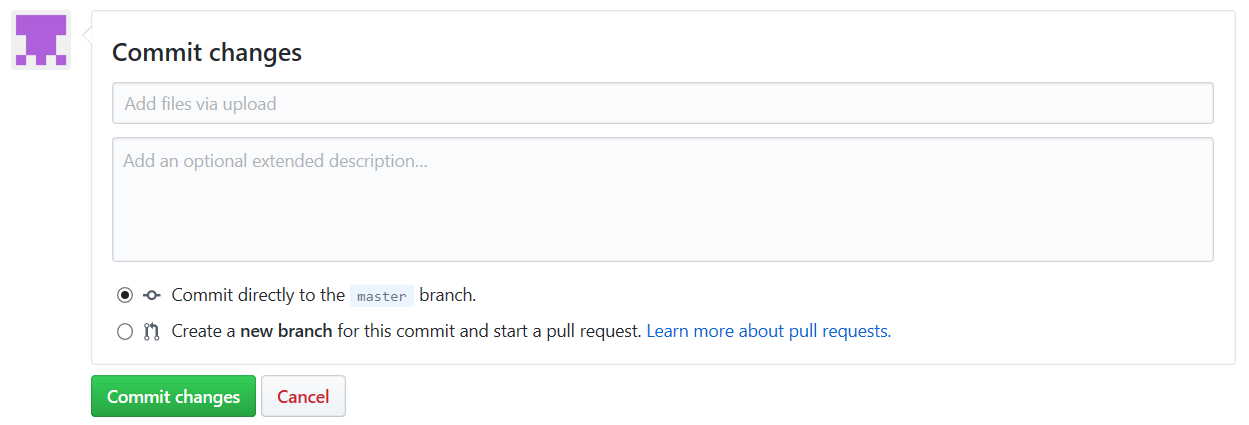 Commit changes
Add files via upload
Add an optional extended description...
Commit directly to the master branch.
Create a new branch for this commit and start a pull request. Learn more about pull requests.
Commit changes Cancel